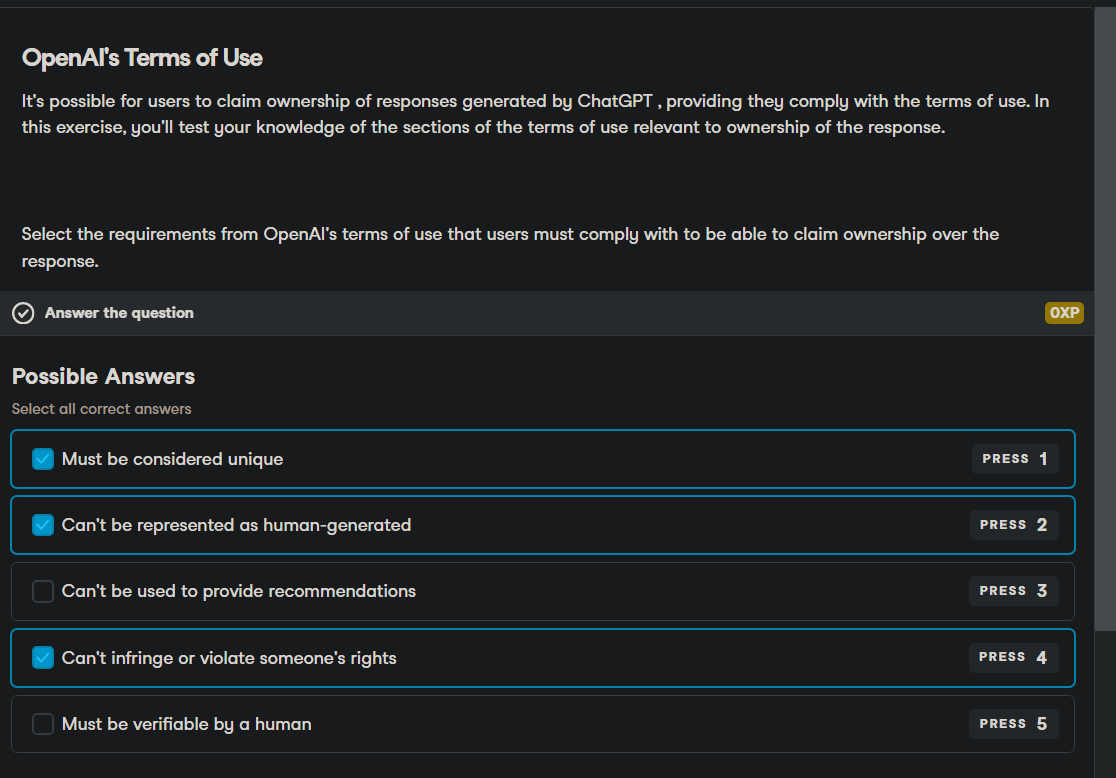 OpenAI's Terms of Use
It's possible for users to claim ownership of responses generated by ChatGPT , providing they comply with the terms of use. In
this exercise, you'll test your knowledge of the sections of the terms of use relevant to ownership of the response.
Select the requirements from OpenAI's terms of use that users must comply with to be able to claim ownership over the
response.
Answer the question 0XP
Possible Answers
Select all correct answers
Must be considered unique PRESS 1
Can't be represented as human-generated PRESS 2
Can't be used to provide recommendations PRESS 3
Can't infringe or violate someone's rights PRESS 4
Must be verifiable by a human PRESS 5